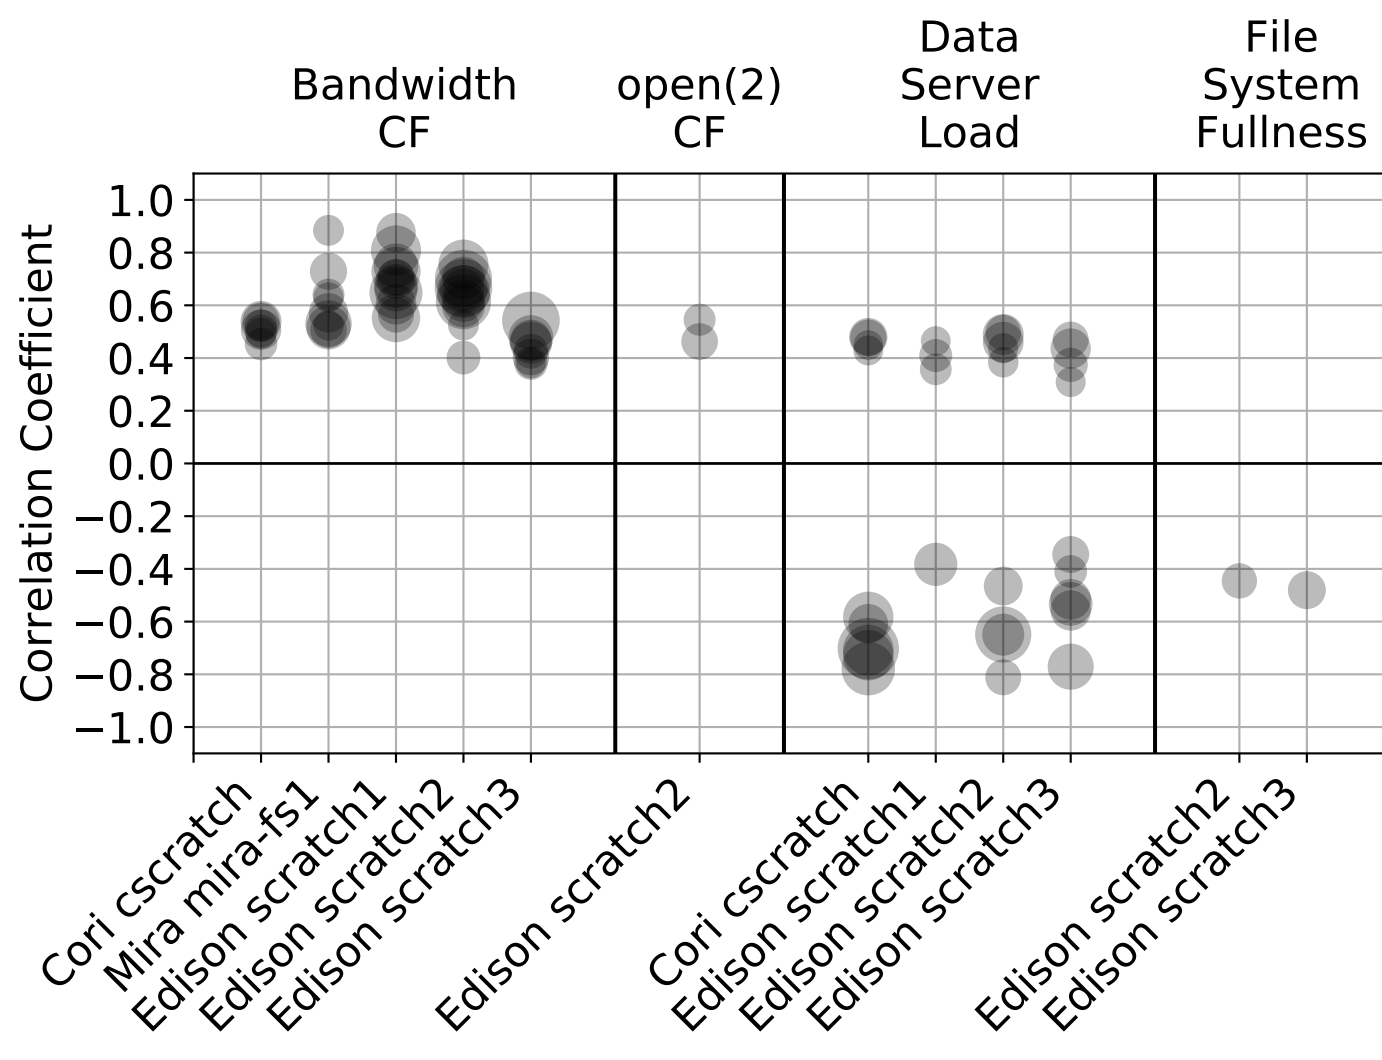 Bandwidth
CF
open(2)
CF
Data
Server
Load
File
System
Fullness
Correlation Coefficient
1.0
0.8
0.6
0.4
0.2
0.0
−0.2
−0.4
−0.6
−0.8
−1.0
Cori cscratch
Mira mira-fs1
Edison scratch1
Edison scratch2
Edison scratch3
Edison scratch2
Cori cscratch
Edison scratch1
Edison scratch2
Edison scratch3
Edison scratch2
Edison scratch3